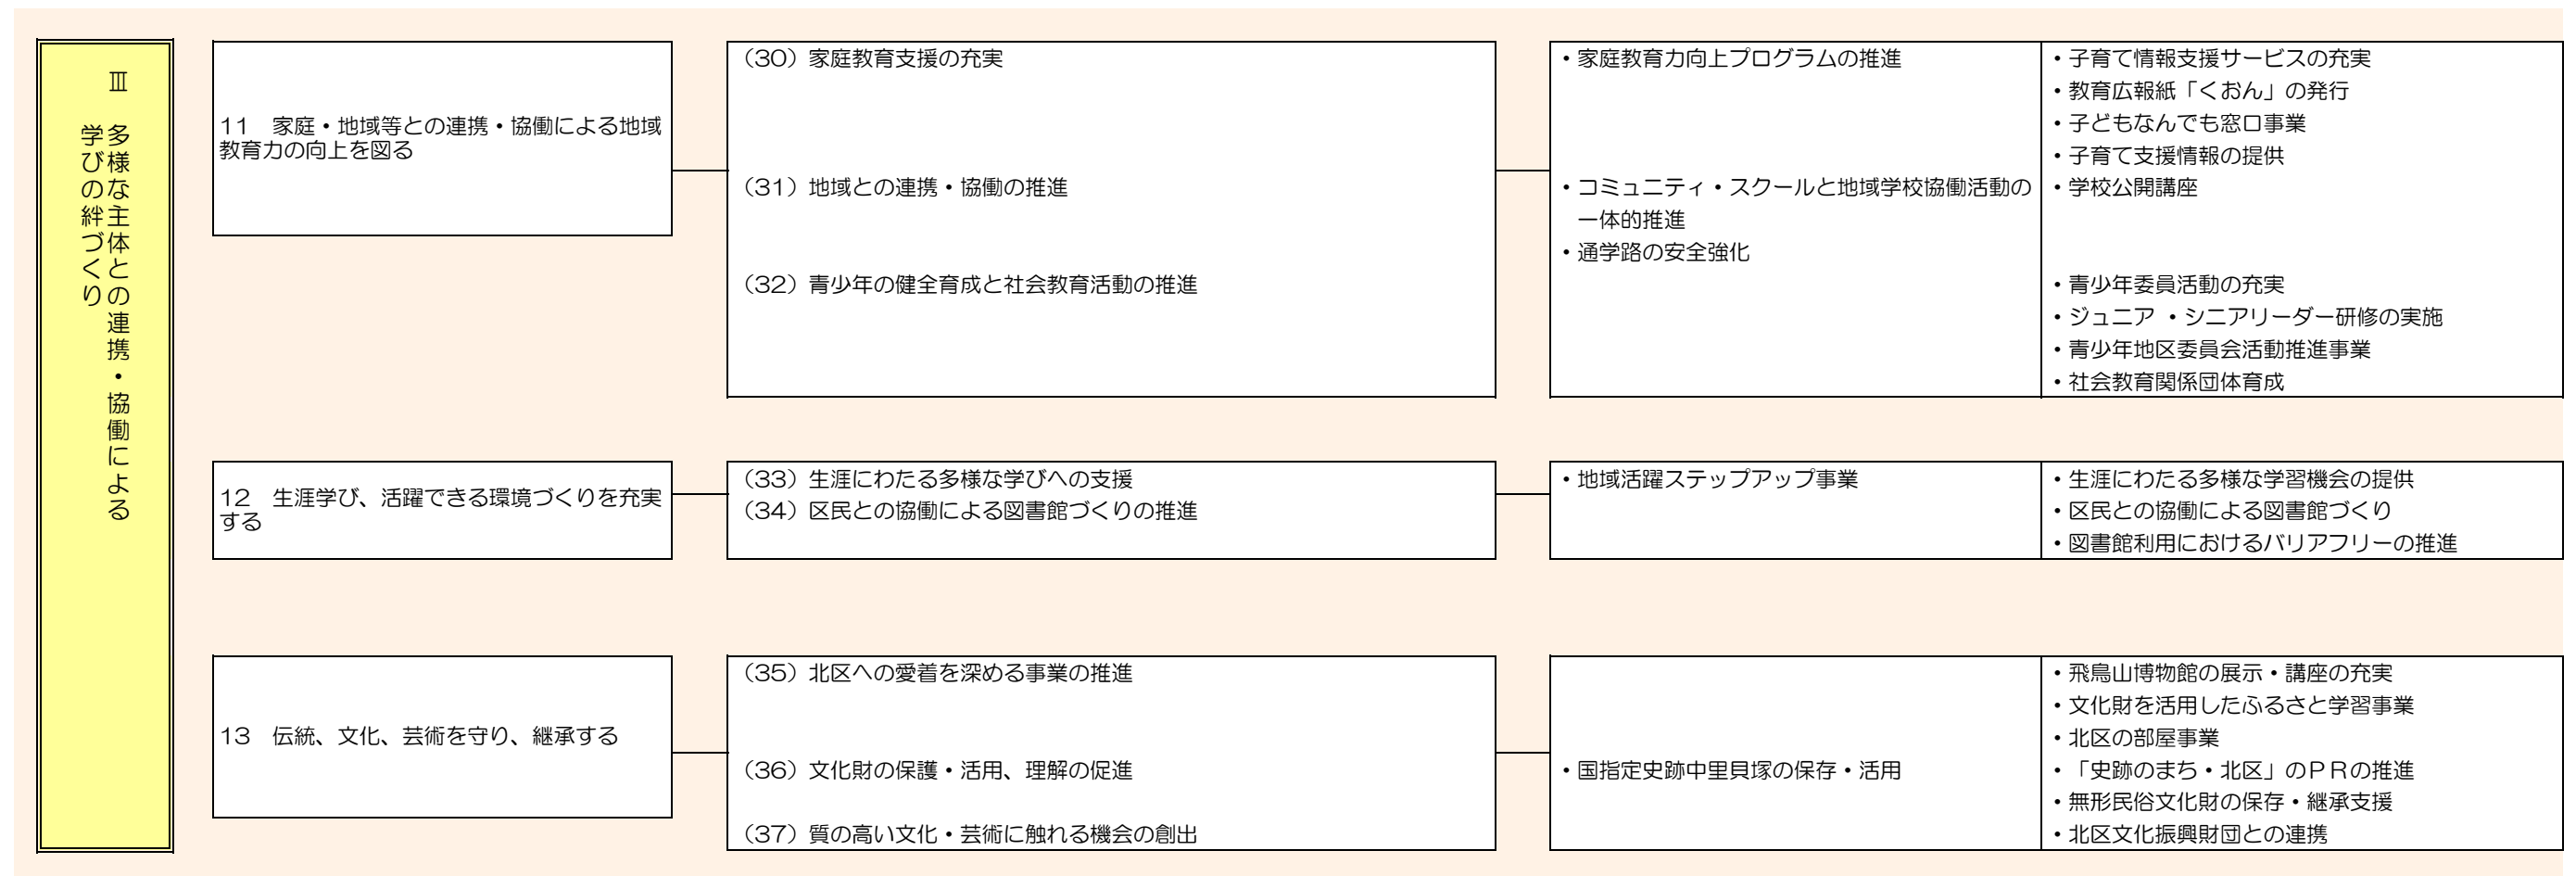 Ⅲ　多様な主体との連携・協働による
学びの絆づくり
11　家庭・地域等との連携・協働による地域
教育力の向上を図る
（30）家庭教育支援の充実
（31）地域との連携・協働の推進
（32）青少年の健全育成と社会教育活動の推進
・家庭教育力向上プログラムの推進
・コミュニティ・スクールと地域学校協働活動の
一体的推進
・通学路の安全強化
・子育て情報支援サービスの充実
・教育広報紙「くおん」の発行
・子どもなんでも窓口事業
・子育て支援情報の提供
・学校公開講座
・青少年委員活動の充実
・ジュニア ・シニアリーダー研修の実施
・青少年地区委員会活動推進事業
・社会教育関係団体育成
12　生涯学び、活躍できる環境づくりを充実
する
（33）生涯にわたる多様な学びへの支援
（34）区民との協働による図書館づくりの推進
・地域活躍ステップアップ事業
・生涯にわたる多様な学習機会の提供
・区民との協働による図書館づくり
・図書館利用におけるバリアフリーの推進
13　伝統、文化、芸術を守り、継承する
（35）北区への愛着を深める事業の推進
（36）文化財の保護・活用、理解の促進
（37）質の高い文化・芸術に触れる機会の創出
・国指定史跡中里貝塚の保存・活用
・飛鳥山博物館の展示・講座の充実
・文化財を活用したふるさと学習事業
・北区の部屋事業
・「史跡のまち・北区」のＰＲの推進
・無形民俗文化財の保存・継承支援
・北区文化振興財団との連携